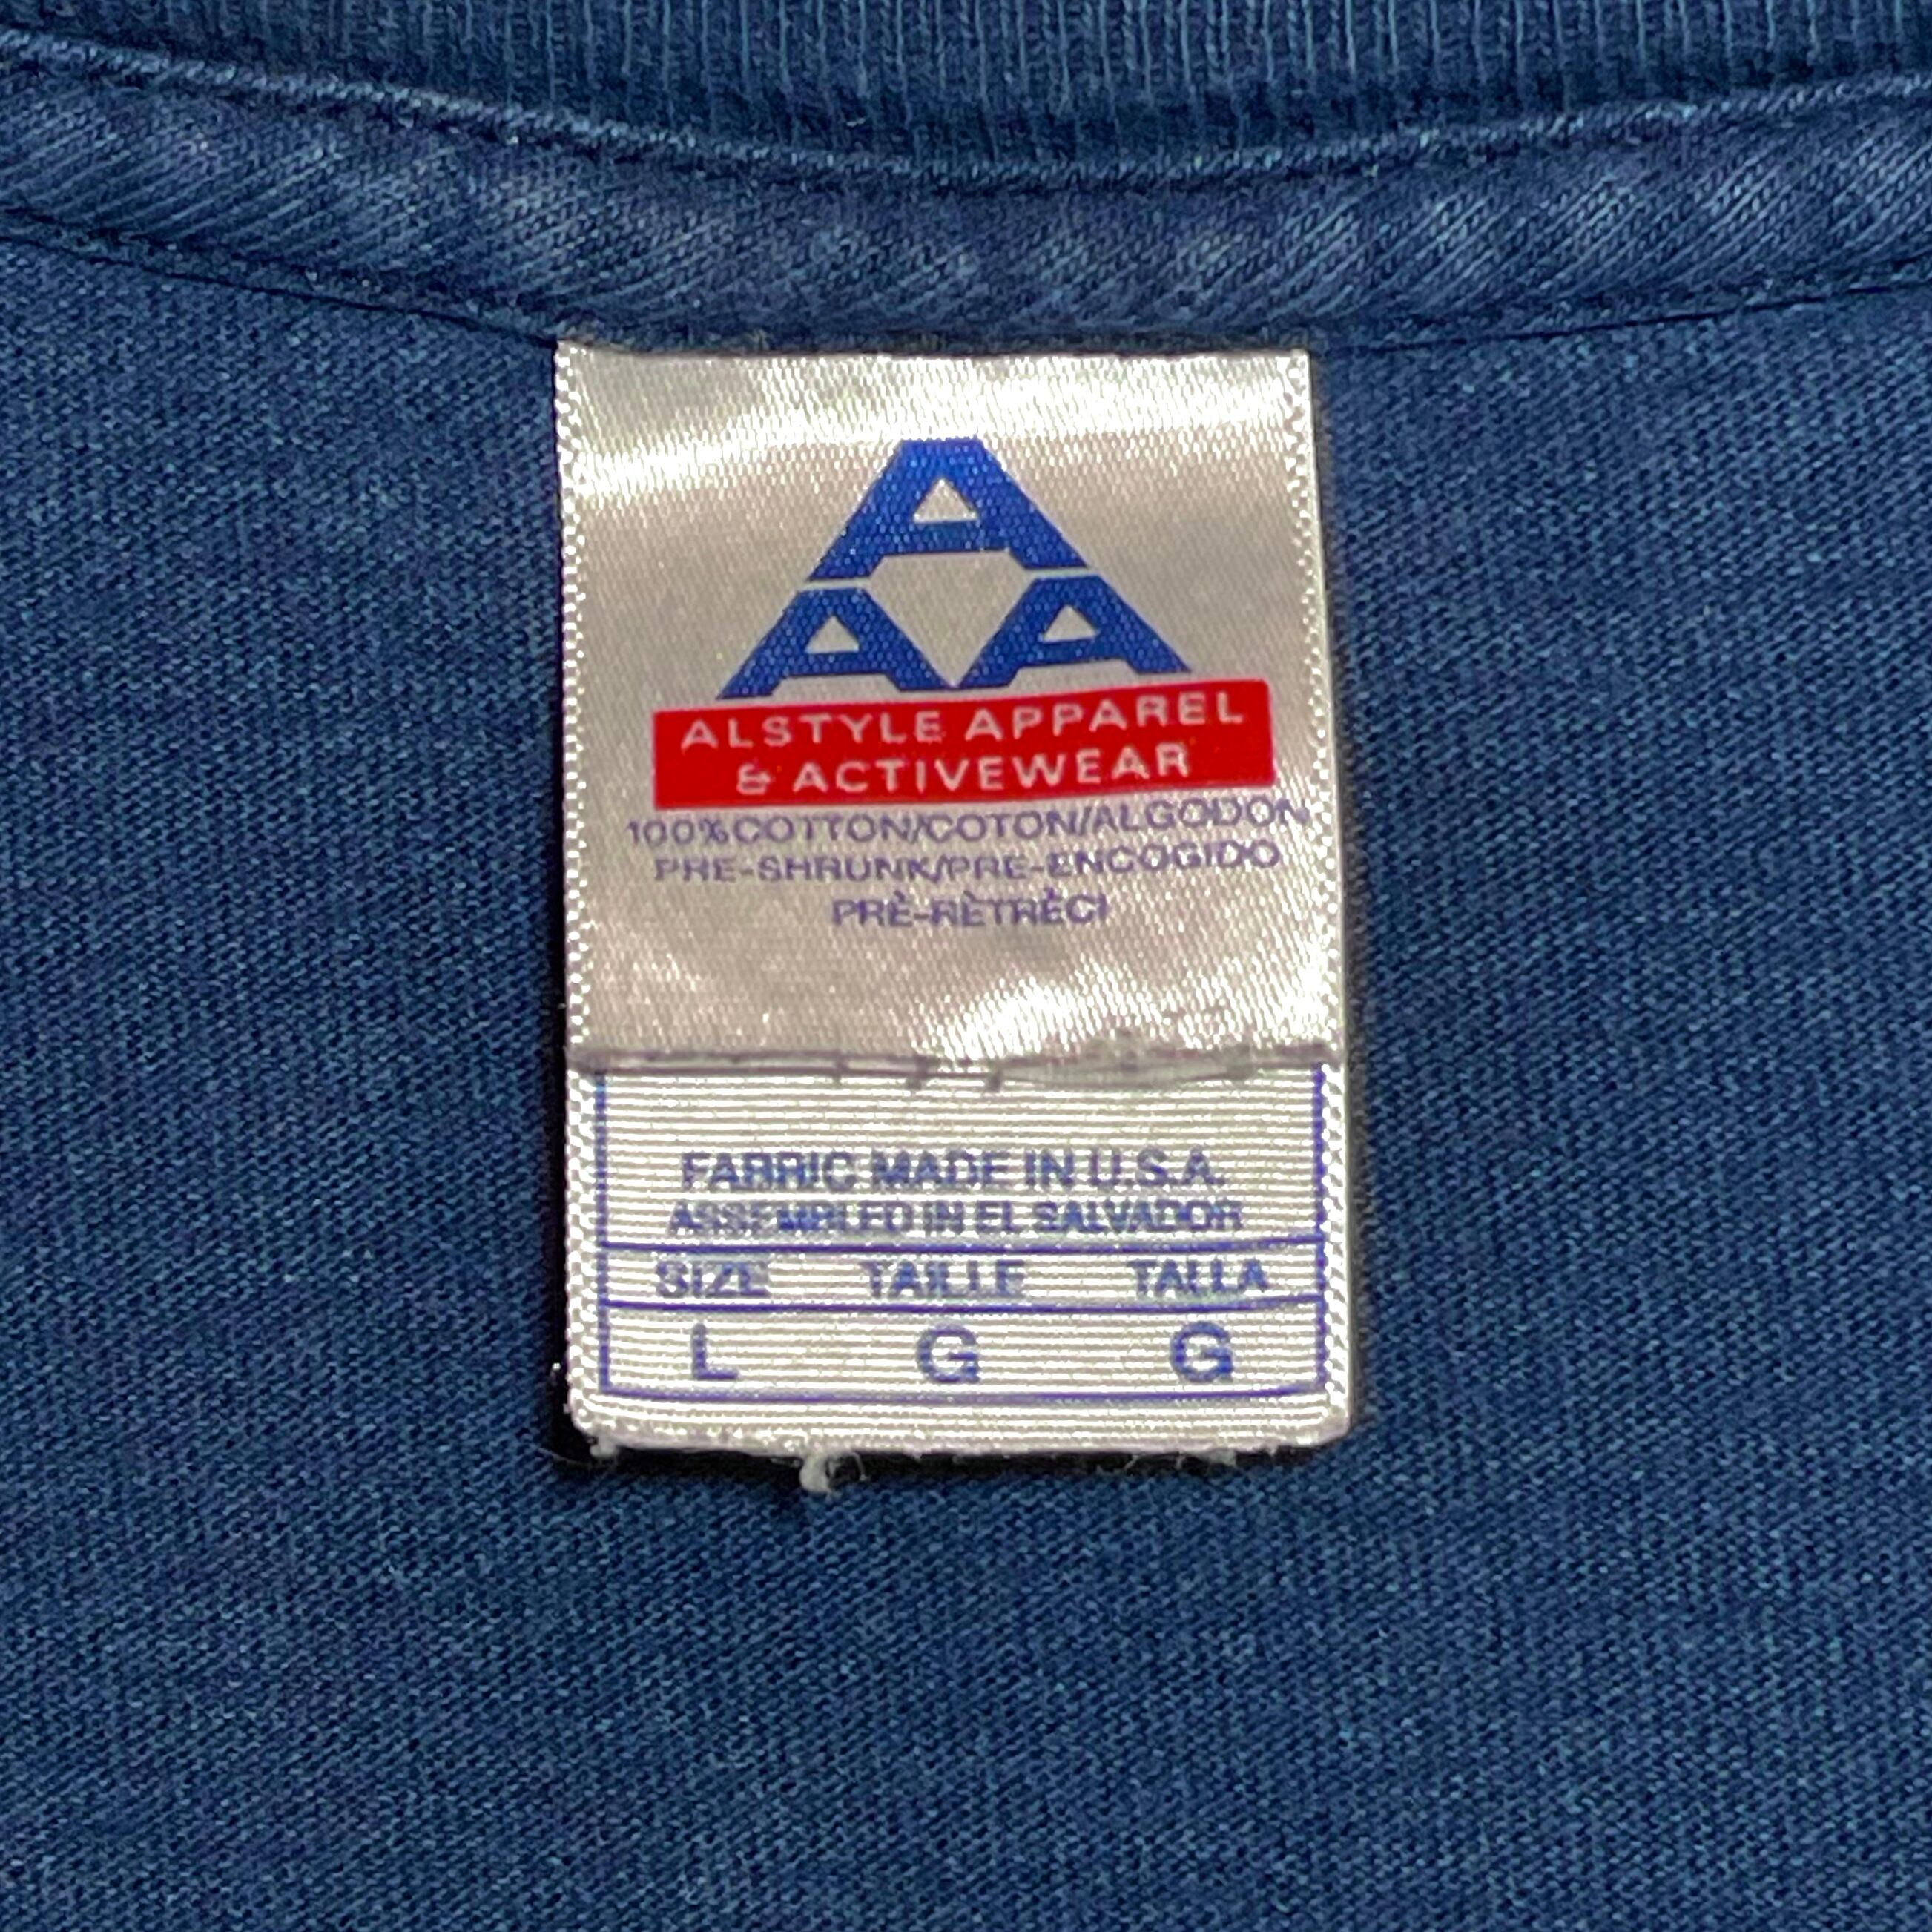 A
A A
ALSTYLE APPAREL
& ACTIVEWEAR
100%COTTON/COTON/ALGODON
PRE-SHRUNK/PRE-ENCOGIDO
PRÈ-RÈTRÈCI
FABRIC MADE IN U.S.A.
ASSEMBLED IN EL SALVADOR
SIZE TAILLE TALLA
L G G